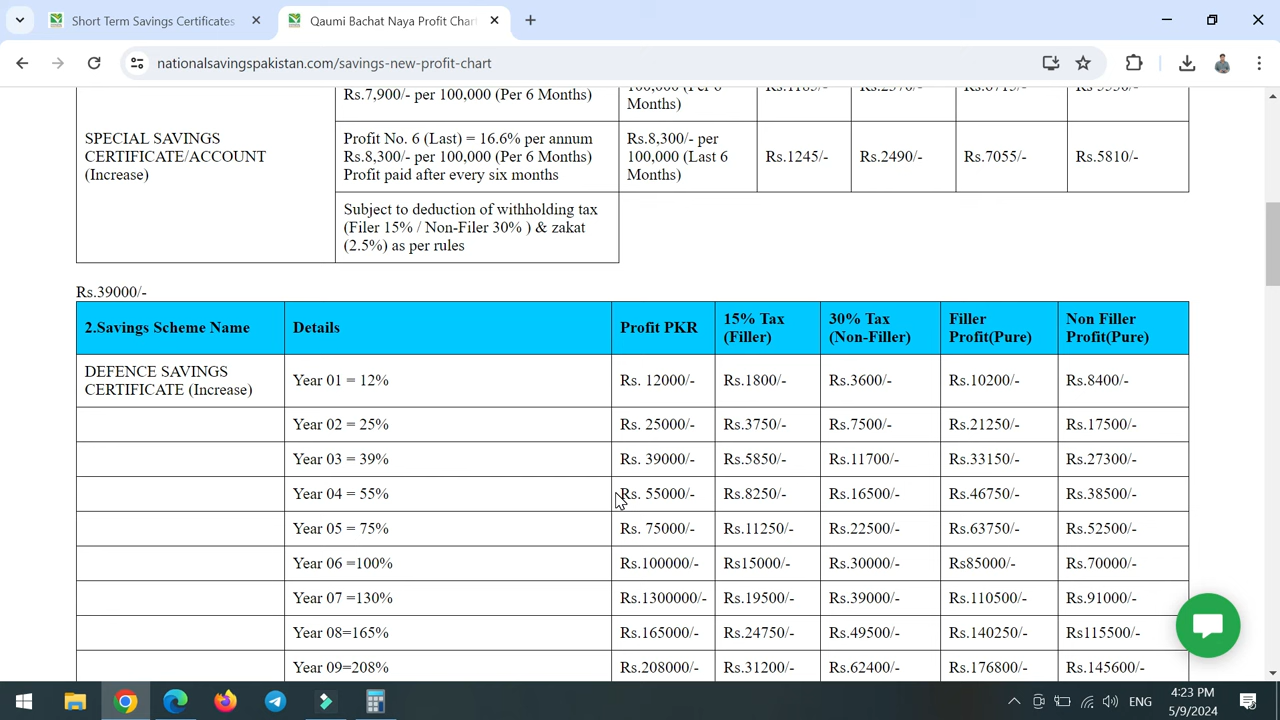 Short Term Savings Certificates
Qaumi Bachat Naya Profit Char
nationalsavingspakistan.com/savings-new-profit-chart
Rs.7,900/- per 100,000 (Per 6 Months)
Months)
SPECIAL SAVINGS
CERTIFICATE/ACCOUNT
(Increase)
Profit No. 6 (Last) = 16.6% per annum
Rs.8,300/- per 100,000 (Per 6 Months)
Profit paid after every six months
Rs.8,300/- per
100,000 (Last 6
Months)
Rs.1245/-
Rs.2490/-
Rs.7055/-
Rs.5810/-
Subject to deduction of withholding tax
(Filer 15% / Non-Filer 30% ) & zakat
(2.5%) as per rules
Rs.39000/-
2.Savings Scheme Name
Details
Profit PKR
15% Tax
(Filler)
30% Tax
(Non-Filler)
Filler
Profit(Pure)
Non Filler
Profit(Pure)
DEFENCE SAVINGS
CERTIFICATE (Increase)
Year 01 = 12%
Rs. 12000/-
Rs.1800/-
Rs.3600/-
Rs.10200/-
Rs.8400/-
Year 02 = 25%
Rs. 25000/-
Rs.3750/-
Rs.7500/-
Rs.21250/-
Rs.17500/-
Year 03 = 39%
Rs. 39000/-
Rs.5850/-
Rs.11700/-
Rs.33150/-
Rs.27300/-
Year 04 = 55%
Rs. 55000/-
Rs.8250/-
Rs.16500/-
Rs.46750/-
Rs.38500/-
Year 05 = 75%
Rs. 75000/-
Rs.11250/-
Rs.22500/-
Rs.63750/-
Rs.52500/-
Year 06 =100%
Rs.100000/-
Rs15000/-
Rs.30000/-
Rs85000/-
Rs.70000/-
Year 07 =130%
Rs.1300000/-
Rs.19500/-
Rs.39000/-
Rs.110500/-
Rs.91000/-
Year 08=165%
Rs.165000/-
Rs.24750/-
Rs.49500/-
Rs.140250/-
Rs115500/-
Year 09=208%
Rs.208000/-
Rs.31200/-
Rs.62400/-
Rs.176800/-
Rs.145600/-
ENG
4:23 PM
5/9/2024